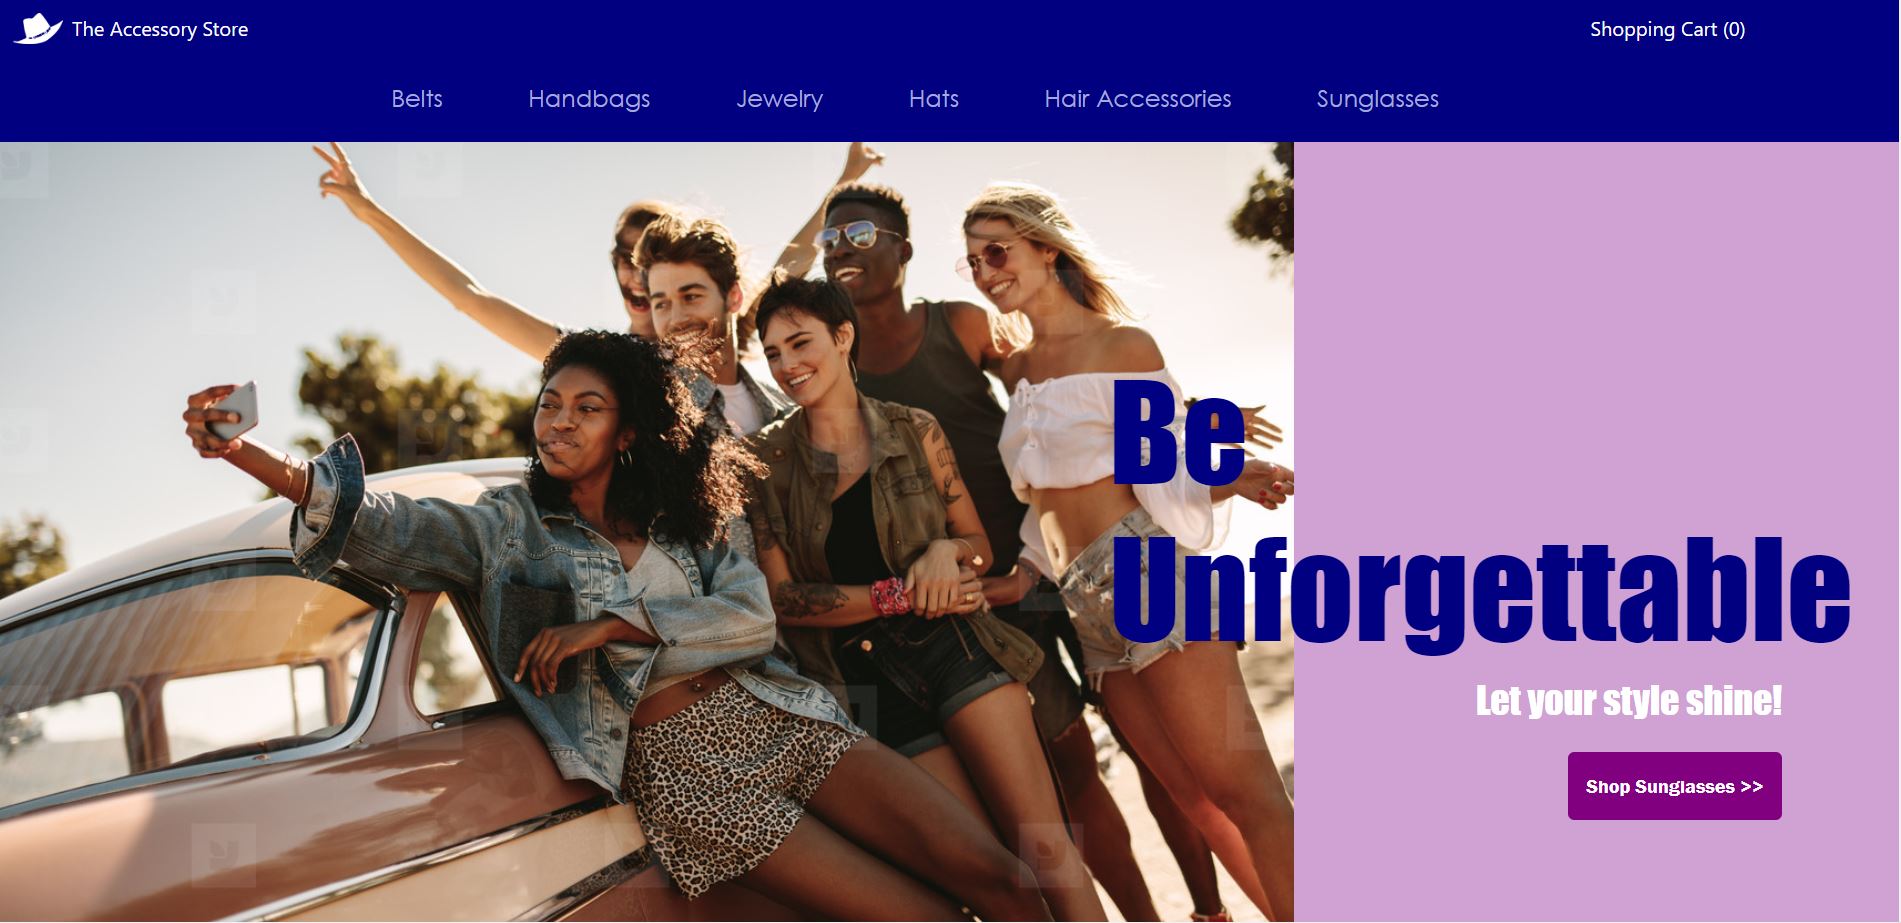 The Accessory Store
Shopping Cart (0)
Belts
Handbags
Jewelry
Hats
Hair Accessories
Sunglasses
Be
Unforgettable
Let your style shine!
Shop Sunglasses >>